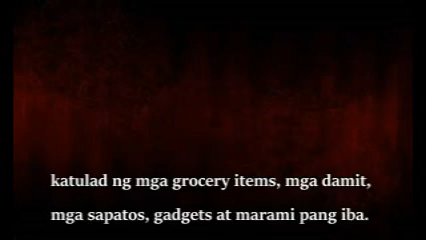 katulad ng mga grocery items, mga damit,
mga sapatos, gadgets at marami pang iba.